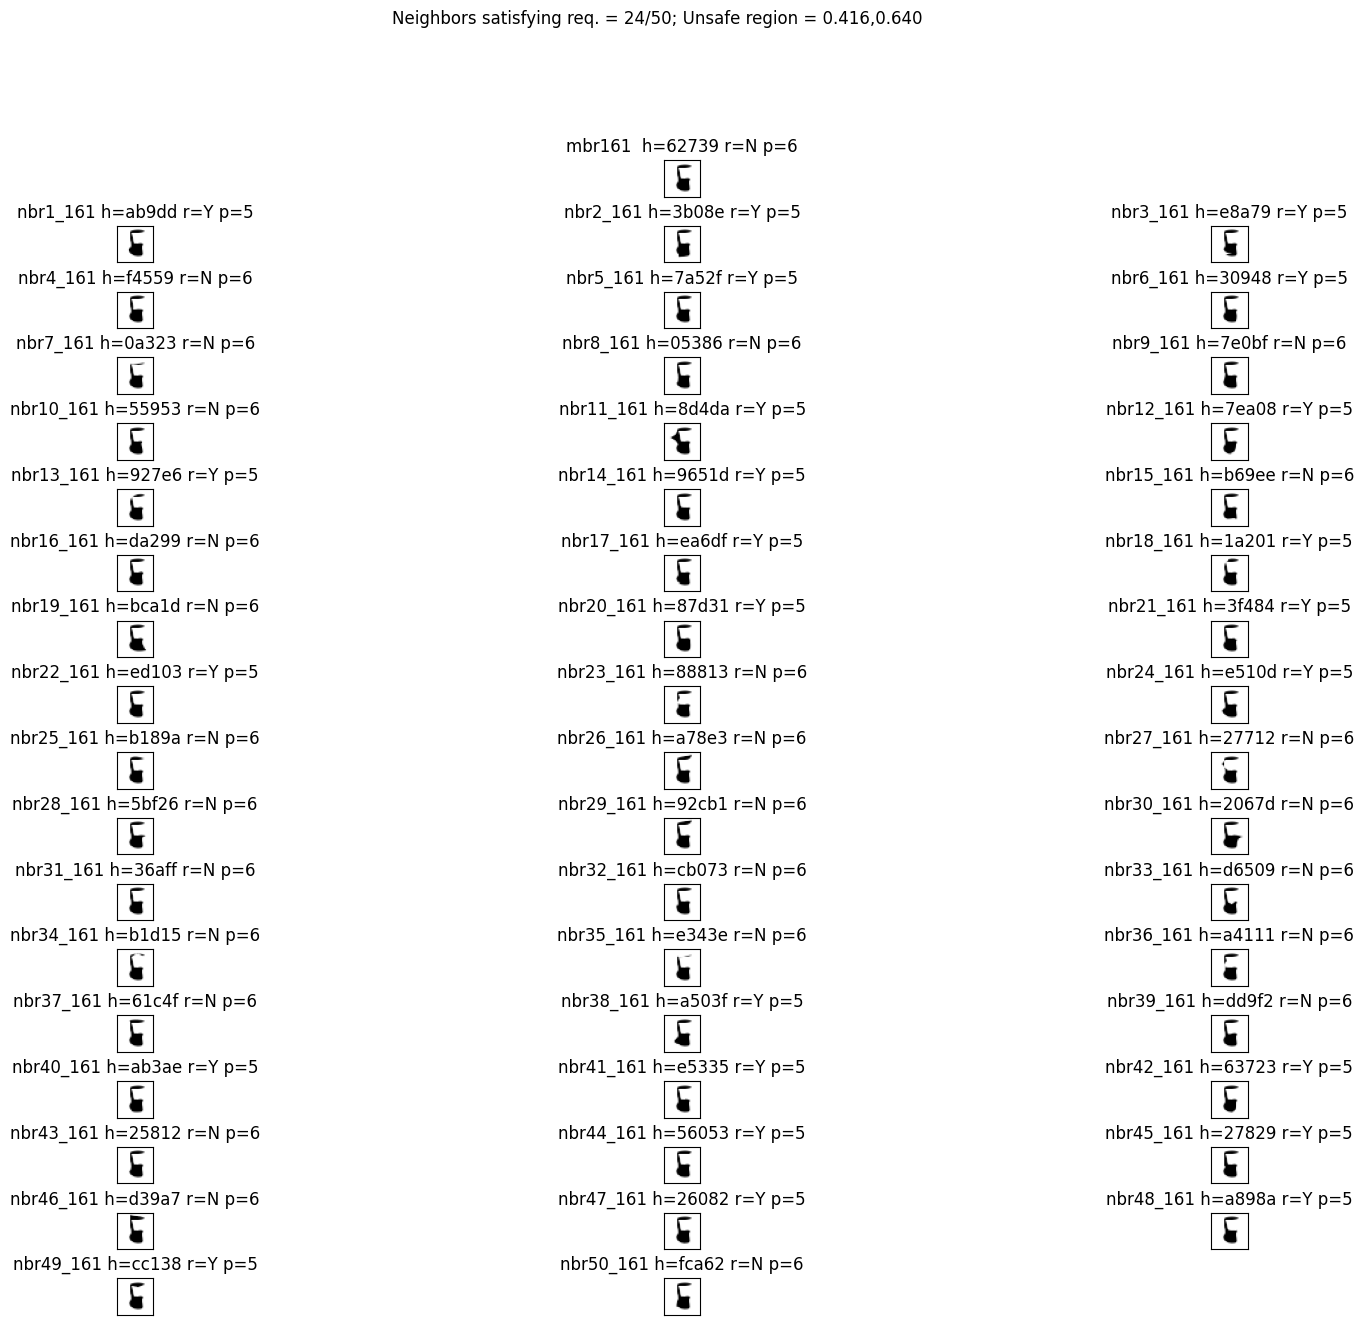 Neighbors satisfying req. = 24/50; Unsafe region = 0.416,0.640
mbr161  h=62739 r=N p=6
nbr1_161 h=ab9dd r=Y p=5
nbr2_161 h=3b08e r=Y p=5
nbr3_161 h=e8a79 r=Y p=5
nbr4_161 h=f4559 r=N p=6
nbr5_161 h=7a52f r=Y p=5
nbr6_161 h=30948 r=Y p=5
nbr7_161 h=0a323 r=N p=6
nbr8_161 h=05386 r=N p=6
nbr9_161 h=7e0bf r=N p=6
nbr10_161 h=55953 r=N p=6
nbr11_161 h=8d4da r=Y p=5
nbr12_161 h=7ea08 r=Y p=5
nbr13_161 h=927e6 r=Y p=5
nbr14_161 h=9651d r=Y p=5
nbr15_161 h=b69ee r=N p=6
nbr16_161 h=da299 r=N p=6
nbr17_161 h=ea6df r=Y p=5
nbr18_161 h=1a201 r=Y p=5
nbr19_161 h=bca1d r=N p=6
nbr20_161 h=87d31 r=Y p=5
nbr21_161 h=3f484 r=Y p=5
nbr22_161 h=ed103 r=Y p=5
nbr23_161 h=88813 r=N p=6
nbr24_161 h=e510d r=Y p=5
nbr25_161 h=b189a r=N p=6
nbr26_161 h=a78e3 r=N p=6
nbr27_161 h=27712 r=N p=6
nbr28_161 h=5bf26 r=N p=6
nbr29_161 h=92cb1 r=N p=6
nbr30_161 h=2067d r=N p=6
nbr31_161 h=36aff r=N p=6
nbr32_161 h=cb073 r=N p=6
nbr33_161 h=d6509 r=N p=6
nbr34_161 h=b1d15 r=N p=6
nbr35_161 h=e343e r=N p=6
nbr36_161 h=a4111 r=N p=6
nbr37_161 h=61c4f r=N p=6
nbr38_161 h=a503f r=Y p=5
nbr39_161 h=dd9f2 r=N p=6
nbr40_161 h=ab3ae r=Y p=5
nbr41_161 h=e5335 r=Y p=5
nbr42_161 h=63723 r=Y p=5
nbr43_161 h=25812 r=N p=6
nbr44_161 h=56053 r=Y p=5
nbr45_161 h=27829 r=Y p=5
nbr46_161 h=d39a7 r=N p=6
nbr47_161 h=26082 r=Y p=5
nbr48_161 h=a898a r=Y p=5
nbr49_161 h=cc138 r=Y p=5
nbr50_161 h=fca62 r=N p=6